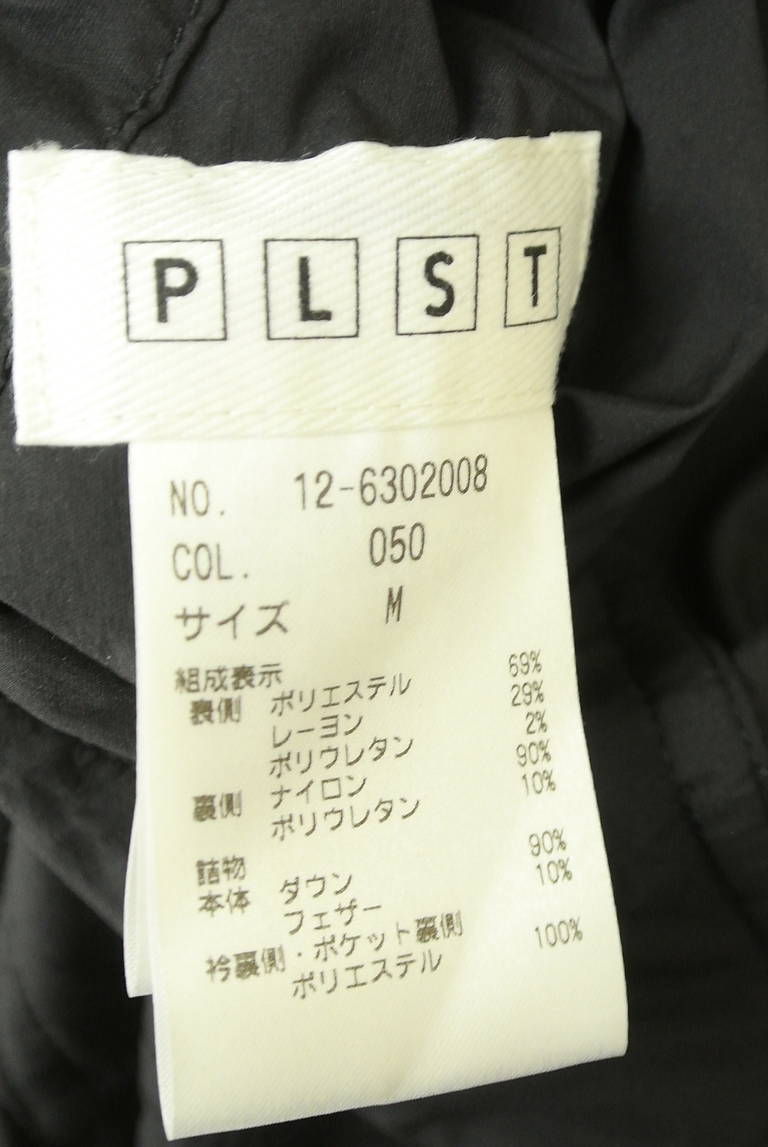 PLST
NO. 12-6302008
COL. 050
サイズ M
組成表示
表側 ポリエステル 69%
レーヨン 29%
ポリウレタン 2%
裏側 ナイロン 90%
ポリウレタン 10%
詰物
本体 ダウン 90%
フェザー 10%
衿裏側・ポケット裏側
ポリエステル 100%